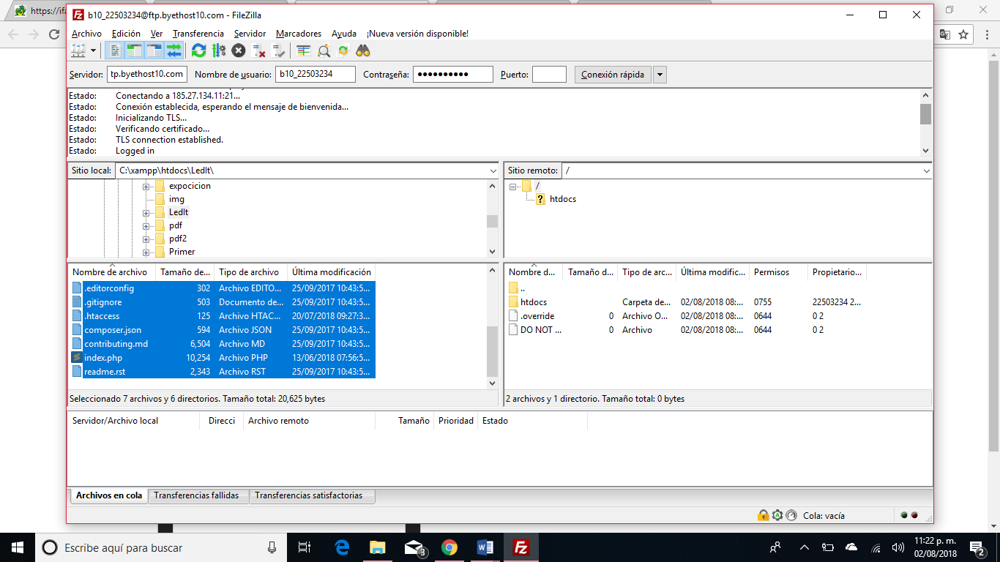 https://ifa
b10_22503234@ftp.byethost10.com - FileZilla
Archivo Edición Ver Transferencia Servidor Marcadores Ayuda ¡Nueva versión disponible!
Servidor: tp.byethost10.com Nombre de usuario: b10_22503234 Contraseña: ●●●●●●●●●● Puerto: Conexión rápida
Estado: Conectando a 185.27.134.11:21...
Estado: Conexión establecida, esperando el mensaje de bienvenida...
Estado: Inicializando TLS...
Estado: Verificando certificado...
Estado: TLS connection established.
Estado: Logged in
Sitio local: C:\xampp\htdocs\LedIt\
expocicion
img
LedIt
pdf
pdf2
Primer
Sitio remoto: /
/
? htdocs
Nombre de archivo Tamaño de... Tipo de archivo Última modificación
.editorconfig 302 Archivo EDITO... 25/09/2017 10:43:5...
.gitignore 503 Documento de... 25/09/2017 10:43:5...
.htaccess 125 Archivo HTAC... 20/07/2018 09:27:3...
composer.json 594 Archivo JSON 25/09/2017 10:43:5...
contributing.md 6,504 Archivo MD 25/09/2017 10:43:5...
index.php 10,254 Archivo PHP 13/06/2018 07:56:5...
readme.rst 2,343 Archivo RST 25/09/2017 10:43:5...
Seleccionado 7 archivos y 6 directorios. Tamaño total: 20,625 bytes
Nombre d... Tamaño d... Tipo de arc... Última modific... Permisos Propietario...
..
htdocs Carpeta de... 02/08/2018 08:... 0755 22503234 2...
.override 0 Archivo O... 02/08/2018 08:... 0644 0 2
DO NOT ... 0 Archivo 02/08/2018 08:... 0644 0 2
2 archivos y 1 directorio. Tamaño total: 0 bytes
Servidor/Archivo local Direcci Archivo remoto Tamaño Prioridad Estado
Archivos en cola Transferencias fallidas Transferencias satisfactorias
Cola: vacía
Escribe aquí para buscar
3
11:22 p. m.
02/08/2018
2